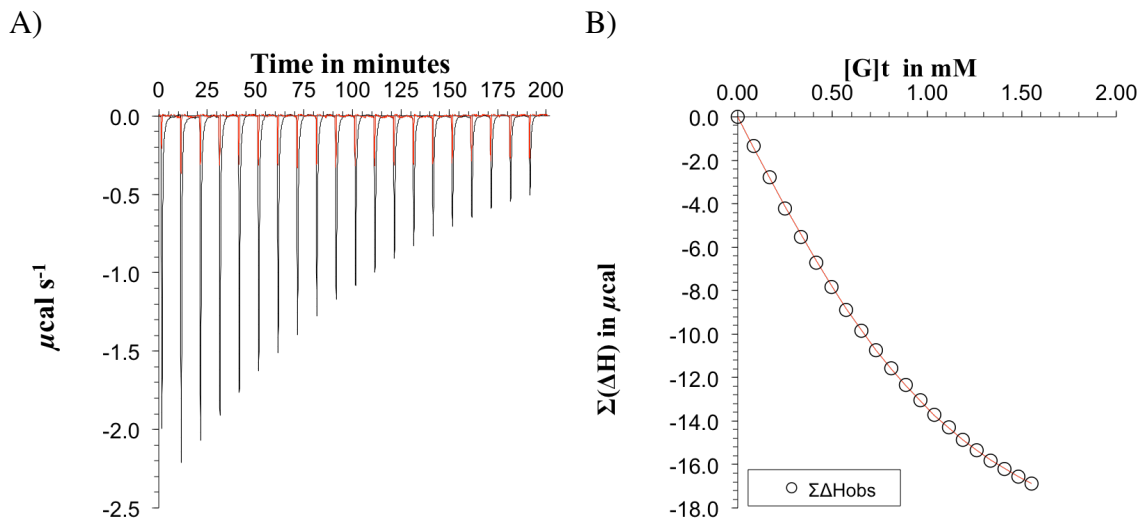 A)
Time in minutes
0 25 50 75 100 125 150 175 200
0.0
-0.5
-1.0
-1.5
-2.0
-2.5
μcal s-1
B)
[G]t in mM
0.00 0.50 1.00 1.50 2.00
0.0
-2.0
-4.0
-6.0
-8.0
-10.0
-12.0
-14.0
-16.0
-18.0
Σ(ΔH) in μcal
ΣΔHobs